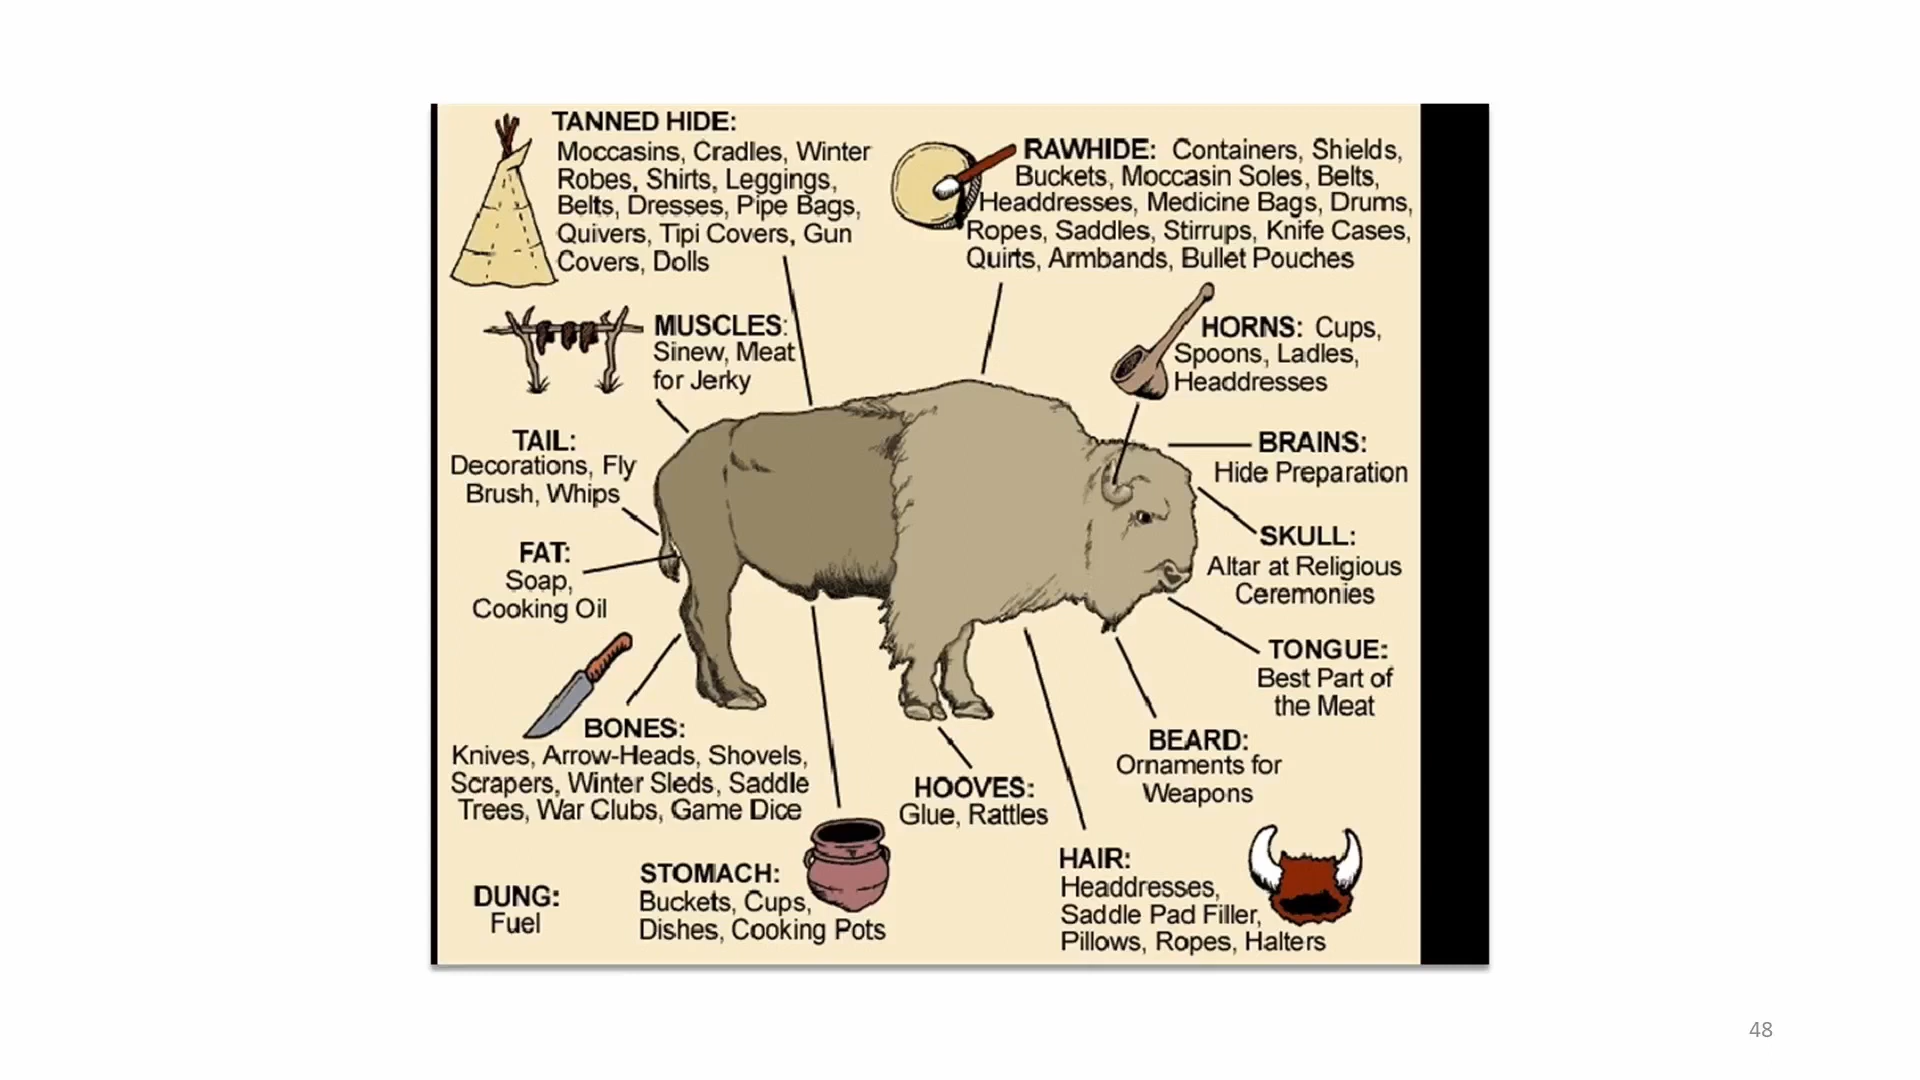 TANNED HIDE:
Moccasins, Cradles, Winter
Robes, Shirts, Leggings,
Belts, Dresses, Pipe Bags,
Quivers, Tipi Covers, Gun
Covers, Dolls
RAWHIDE: Containers, Shields,
Buckets, Moccasin Soles, Belts,
Headdresses, Medicine Bags, Drums,
Ropes, Saddles, Stirrups, Knife Cases,
Quirts, Armbands, Bullet Pouches
MUSCLES:
Sinew, Meat
for Jerky
HORNS: Cups,
Spoons, Ladles,
Headdresses
TAIL:
Decorations, Fly
Brush, Whips
BRAINS:
Hide Preparation
FAT:
Soap,
Cooking Oil
SKULL:
Altar at Religious
Ceremonies
TONGUE:
Best Part of
the Meat
BONES:
Knives, Arrow-Heads, Shovels,
Scrapers, Winter Sleds, Saddle
Trees, War Clubs, Game Dice
HOOVES:
Glue, Rattles
BEARD:
Ornaments for
Weapons
DUNG:
Fuel
STOMACH:
Buckets, Cups,
Dishes, Cooking Pots
HAIR:
Headdresses,
Saddle Pad Filler,
Pillows, Ropes, Halters
48